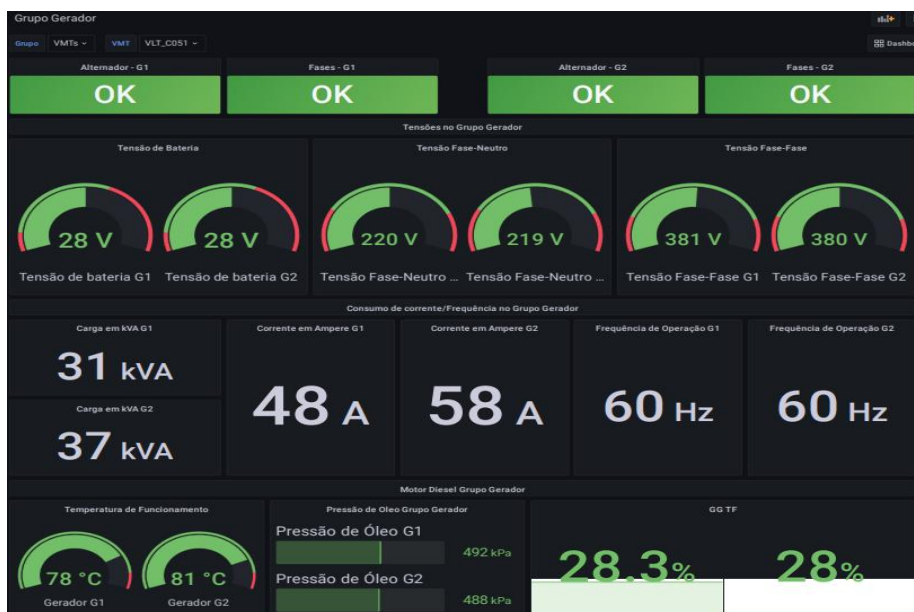 Grupo Gerador
Grupo VMTs VMT VLT_C051 Dashbo
Alternador - G1 Fases - G1 Alternador - G2 Fases - G2
OK OK OK OK
Tensões no Grupo Gerador
Tensão de Bateria Tensão Fase-Neutro Tensão Fase-Fase
28 V 28 V 220 V 219 V 381 V 380 V
Tensão de bateria G1 Tensão de bateria G2 Tensão Fase-Neutro ... Tensão Fase-Neutro ... Tensão Fase-Fase G1 Tensão Fase-Fase G2
Consumo de corrente/Frequência no Grupo Gerador
Carga em kVA G1 Corrente em Ampere G1 Corrente em Ampere G2 Frequência de Operação G1 Frequência de Operação G2
31 kVA
48 A 58 A 60 Hz 60 Hz
Carga em kVA G2
37 kVA
Motor Diesel Grupo Gerador
Temperatura de Funcionamento Pressão de Oleo Grupo Gerador GG TF
Pressão de Óleo G1
492 kPa
28.3% 28%
78 °C 81 °C
Pressão de Óleo G2
488 kPa
Gerador G1 Gerador G2